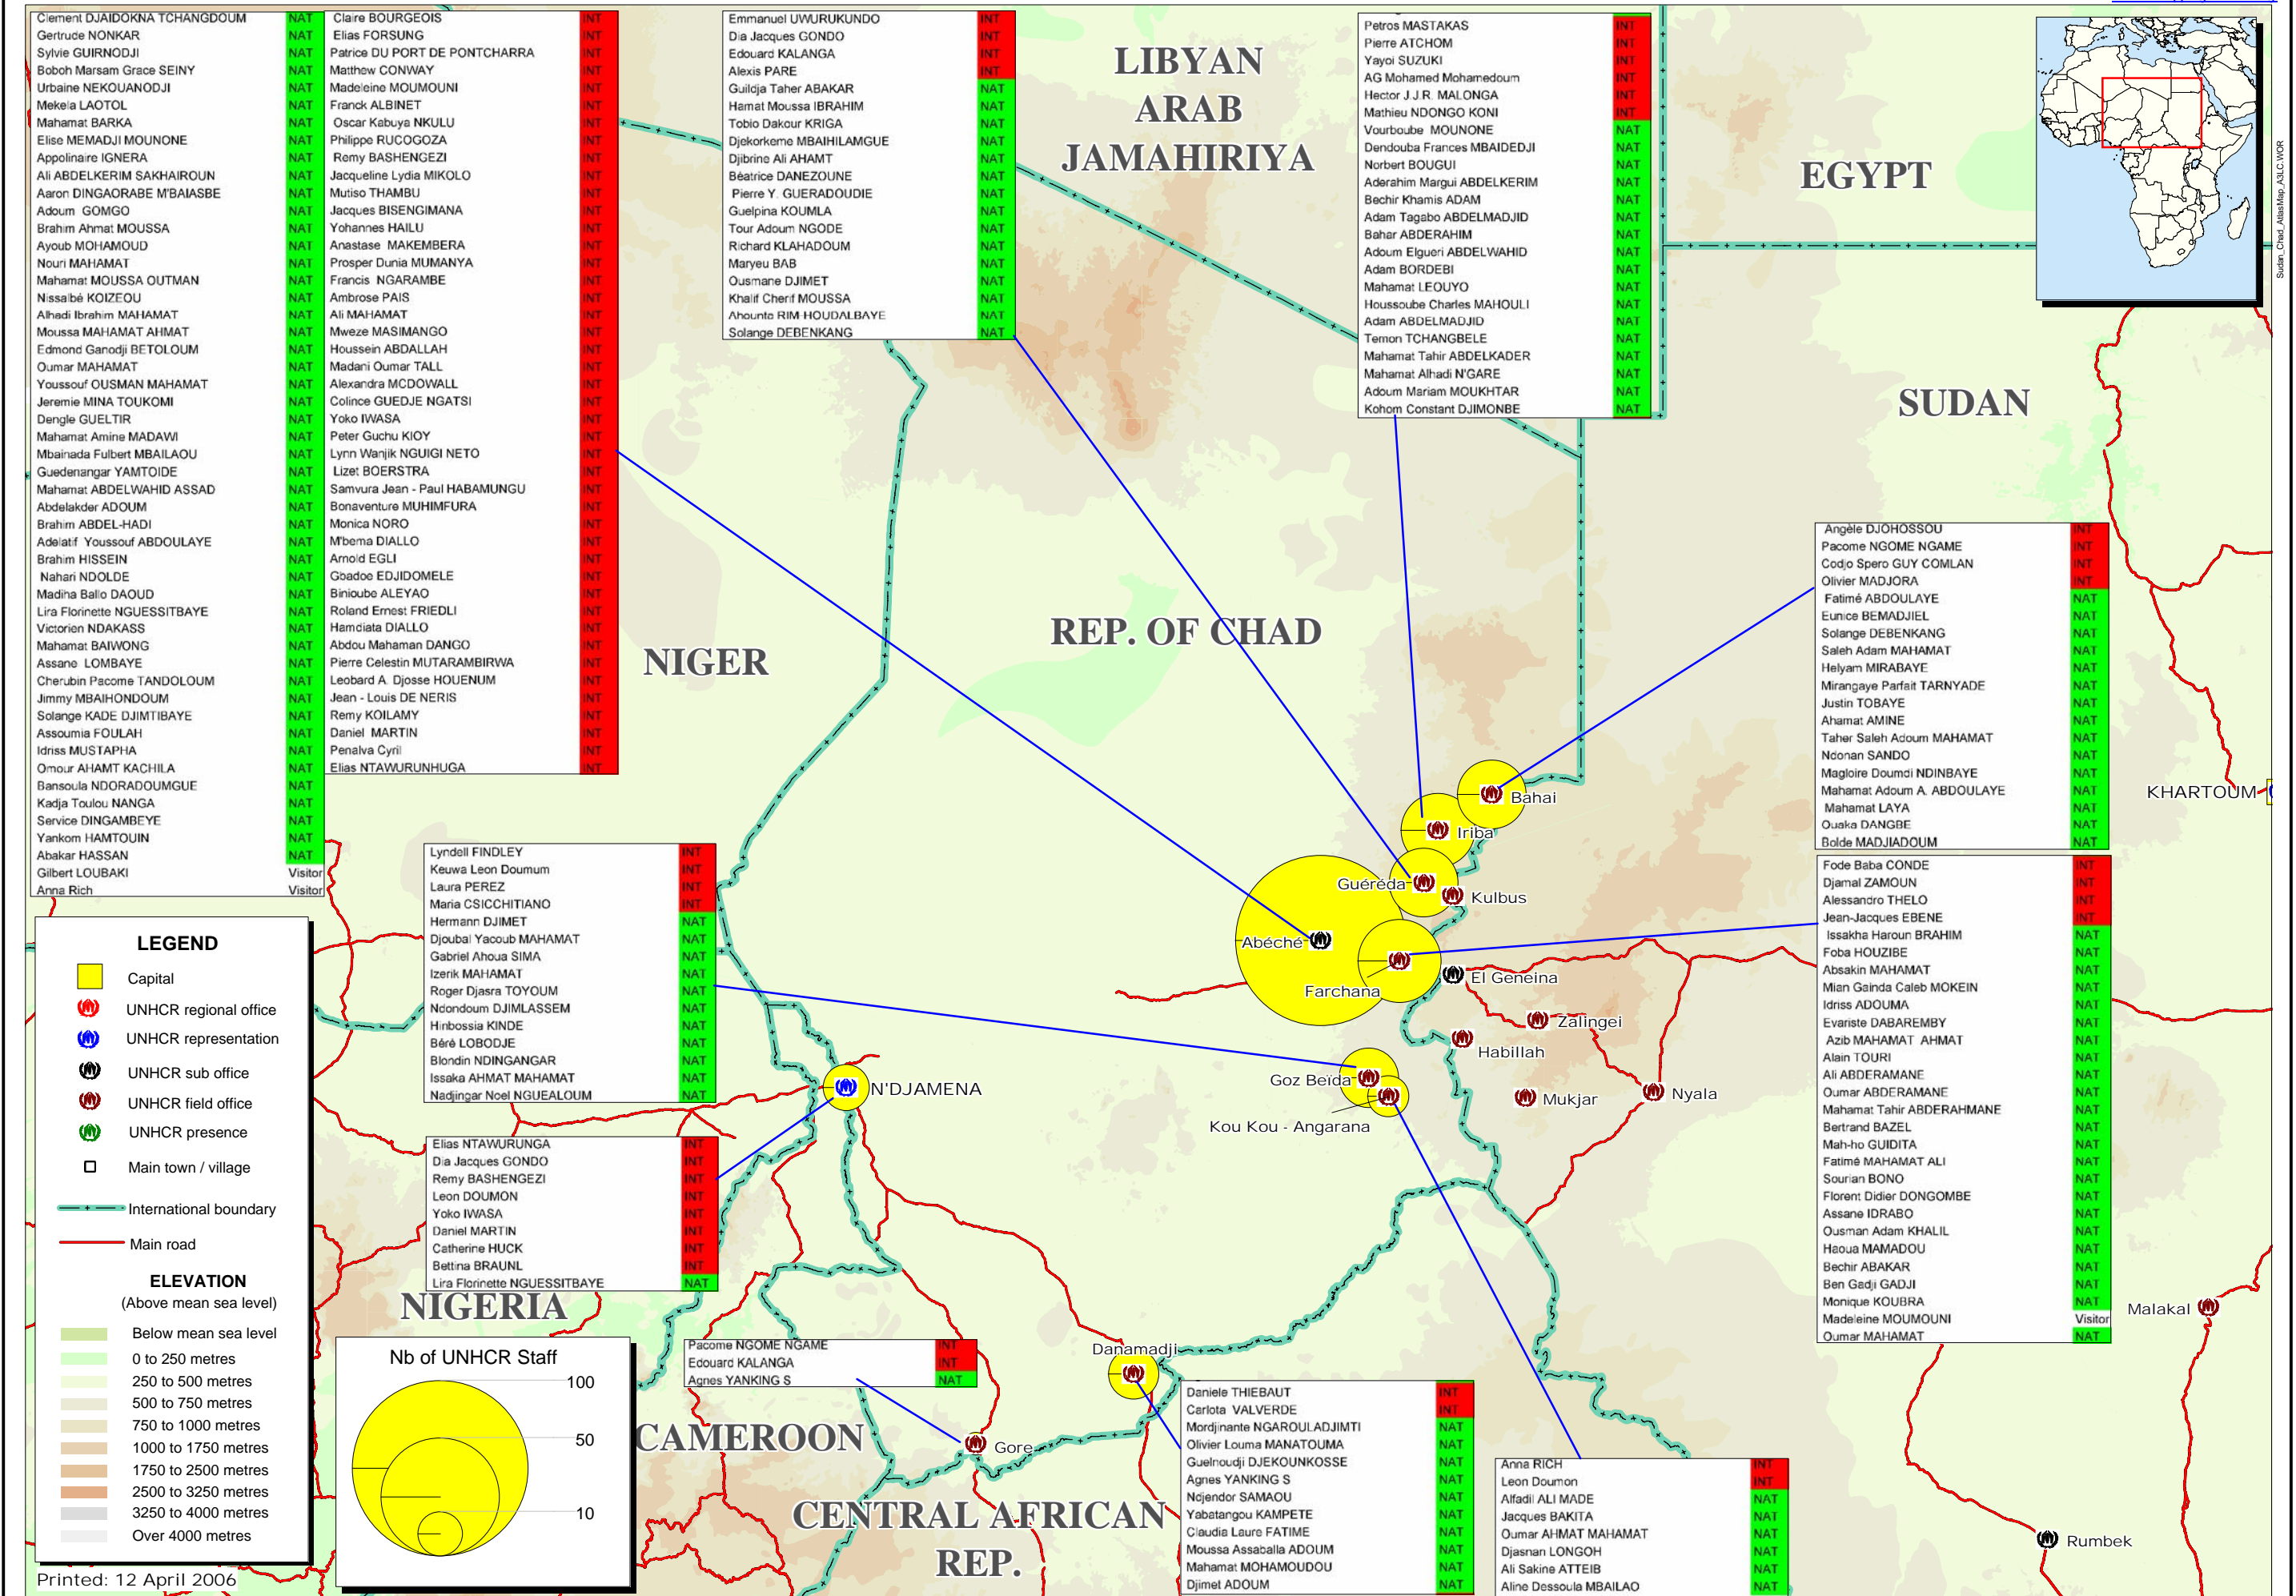 Clement DJAIDOKNA TCHANGDOUM NAT
Gertrude NONKAR NAT
Sylvie GUIRNODJI NAT
Boboh Marsam Grace SEINY NAT
Urbaine NEKOUANODJI NAT
Mekela LAOTOL NAT
Mahamat BARKA NAT
Elise MEMADJI MOUNONE NAT
Appolinaire IGNERA NAT
Ali ABDELKERIM SAKHAIROUN NAT
Aaron DINGAORABE M'BAIASBE NAT
Adoum GOMGO NAT
Brahim Ahmat MOUSSA NAT
Ayoub MOHAMOUD NAT
Nouri MAHAMAT NAT
Mahamat MOUSSA OUTMAN NAT
Nissalbé KOIZEOU NAT
Alhadi Ibrahim MAHAMAT NAT
Moussa MAHAMAT AHMAT NAT
Edmond Ganodji BETOLOUM NAT
Oumar MAHAMAT NAT
Youssouf OUSMAN MAHAMAT NAT
Jeremie MINA TOUKOMI NAT
Dengle GUELTIR NAT
Mahamat Amine MADAWI NAT
Mbainada Fulbert MBAILAOU NAT
Guedenangar YAMTOIDE NAT
Mahamat ABDELWAHID ASSAD NAT
Abdelakder ADOUM NAT
Brahim ABDEL-HADI NAT
Adelatif Youssouf ABDOULAYE NAT
Brahim HISSEIN NAT
Nahari NDOLDE NAT
Madiha Ballo DAOUD NAT
Lira Florinette NGUESSITBAYE NAT
Victorien NDAKASS NAT
Mahamat BAIWONG NAT
Assane LOMBAYE NAT
Cherubin Pacome TANDOLOUM NAT
Jimmy MBAIHONDOUM NAT
Solange KADE DJIMTIBAYE NAT
Assoumia FOULAH NAT
Idriss MUSTAPHA NAT
Omour AHAMT KACHILA NAT
Bansoula NDORADOUMGUE NAT
Kadja Toulou NANGA NAT
Service DINGAMBEYE NAT
Yankom HAMTOUIN NAT
Abakar HASSAN NAT
Gilbert LOUBAKI Visitor
Anna Rich Visitor
Claire BOURGEOIS INT
Elias FORSUNG INT
Patrice DU PORT DE PONTCHARRA INT
Matthew CONWAY INT
Madeleine MOUMOUNI INT
Franck ALBINET INT
Oscar Kabuya NKULU INT
Philippe RUCOGOZA INT
Remy BASHENGEZI INT
Jacqueline Lydia MIKOLO INT
Mutiso THAMBU INT
Jacques BISENGIMANA INT
Yohannes HAILU INT
Anastase MAKEMBERA INT
Prosper Dunia MUMANYA INT
Francis NGARAMBE INT
Ambrose PAIS INT
Ali MAHAMAT INT
Mweze MASIMANGO INT
Houssein ABDALLAH INT
Madani Oumar TALL INT
Alexandra MCDOWALL INT
Colince GUEDJE NGATSI INT
Yoko IWASA INT
Peter Guchu KIOY INT
Lynn Wanjik NGUIGI NETO INT
Lizet BOERSTRA INT
Samvura Jean - Paul HABAMUNGU INT
Bonaventure MUHIMFURA INT
Monica NORO INT
M'bema DIALLO INT
Arnold EGLI INT
Gbadoe EDJIDOMELE INT
Binioube ALEYAO INT
Roland Ernest FRIEDLI INT
Hamdiata DIALLO INT
Abdou Mahaman DANGO INT
Pierre Celestin MUTARAMBIRWA INT
Leobard A. Djosse HOUENUM INT
Jean - Louis DE NERIS INT
Remy KOILAMY INT
Daniel MARTIN INT
Penalva Cyril INT
Elias NTAWURUNHUGA INT
Emmanuel UWURUKUNDO INT
Dia Jacques GONDO INT
Edouard KALANGA INT
Alexis PARE INT
Guildja Taher ABAKAR NAT
Hamat Moussa IBRAHIM NAT
Tobio Dakour KRIGA NAT
Djekorkeme MBAIHILAMGUE NAT
Djibrine Ali AHAMT NAT
Béatrice DANEZOUNE NAT
Pierre Y. GUERADOUDIE NAT
Guelpina KOUMLA NAT
Tour Adoum NGODE NAT
Richard KLAHADOUM NAT
Maryeu BAB NAT
Ousmane DJIMET NAT
Khalif Cherif MOUSSA NAT
Ahounto RIM-HOUDALBAYE NAT
Solange DEBENKANG NAT
Petros MASTAKAS INT
Pierre ATCHOM INT
Yayoi SUZUKI INT
AG Mohamed Mohamedoum INT
Hector J.J.R. MALONGA INT
Mathieu NDONGO KONI INT
Vourboube MOUNONE NAT
Dendouba Frances MBAIDEDJI NAT
Norbert BOUGUI NAT
Aderahim Margui ABDELKERIM NAT
Bechir Khamis ADAM NAT
Adam Tagabo ABDELMADJID NAT
Bahar ABDERAHIM NAT
Adoum Elgueri ABDELWAHID NAT
Adam BORDEBI NAT
Mahamat LEOUYO NAT
Houssoube Charles MAHOULI NAT
Adam ABDELMADJID NAT
Temon TCHANGBELE NAT
Mahamat Tahir ABDELKADER NAT
Mahamat Alhadi N'GARE NAT
Adoum Mariam MOUKHTAR NAT
Kohom Constant DJIMONBE NAT
LIBYAN
ARAB
JAMAHIRIYA
EGYPT
Sudan_Chad_AtlasMap_A3LC.WOR
SUDAN
REP. OF CHAD
NIGER
Angèle DJOHOSSOU INT
Pacome NGOME NGAME INT
Codjo Spero GUY COMLAN INT
Olivier MADJORA INT
Fatimé ABDOULAYE NAT
Eunice BEMADJIEL NAT
Solange DEBENKANG NAT
Saleh Adam MAHAMAT NAT
Helyam MIRABAYE NAT
Mirangaye Parfait TARNYADE NAT
Justin TOBAYE NAT
Ahamat AMINE NAT
Taher Saleh Adoum MAHAMAT NAT
Ndonan SANDO NAT
Magloire Doumdi NDINBAYE NAT
Mahamat Adoum A. ABDOULAYE NAT
Mahamat LAYA NAT
Ouaka DANGBE NAT
Bolde MADJIADOUM NAT
KHARTOUM
Bahai
Iriba
Guéréda
Kulbus
Abéché
Farchana
El Geneina
Zalingei
Habillah
Goz Beïda
Mukjar
Nyala
Kou Kou - Angarana
N'DJAMENA
Fode Baba CONDE INT
Djamal ZAMOUN INT
Alessandro THELO INT
Jean-Jacques EBENE INT
Issakha Haroun BRAHIM NAT
Foba HOUZIBE NAT
Absakin MAHAMAT NAT
Mian Gainda Caleb MOKEIN NAT
Idriss ADOUMA NAT
Evariste DABAREMBY NAT
Azib MAHAMAT AHMAT NAT
Alain TOURI NAT
Ali ABDERAMANE NAT
Oumar ABDERAMANE NAT
Mahamat Tahir ABDERAHMANE NAT
Bertrand BAZEL NAT
Mah-ho GUIDITA NAT
Fatimé MAHAMAT ALI NAT
Sourian BONO NAT
Florent Didier DONGOMBE NAT
Assane IDRABO NAT
Ousman Adam KHALIL NAT
Haoua MAMADOU NAT
Bechir ABAKAR NAT
Ben Gadji GADJI NAT
Monique KOUBRA NAT
Madeleine MOUMOUNI Visitor
Oumar MAHAMAT NAT
Malakal
Rumbek
Lyndell FINDLEY INT
Keuwa Leon Doumum INT
Laura PEREZ INT
Maria CSICCHITIANO INT
Hermann DJIMET NAT
Djoubal Yacoub MAHAMAT NAT
Gabriel Ahoua SIMA NAT
Izerik MAHAMAT NAT
Roger Djasra TOYOUM NAT
Ndondoum DJIMLASSEM NAT
Hinbossia KINDE NAT
Béré LOBODJE NAT
Blondin NDINGANGAR NAT
Issaka AHMAT MAHAMAT NAT
Nadjingar Noel NGUEALOUM NAT
Elias NTAWURUNGA INT
Dia Jacques GONDO INT
Remy BASHENGEZI INT
Leon DOUMON INT
Yoko IWASA INT
Daniel MARTIN INT
Catherine HUCK INT
Bettina BRAUNL INT
Lira Florinette NGUESSITBAYE NAT
NIGERIA
LEGEND
Capital
UNHCR regional office
UNHCR representation
UNHCR sub office
UNHCR field office
UNHCR presence
Main town / village
International boundary
Main road
ELEVATION
(Above mean sea level)
Below mean sea level
0 to 250 metres
250 to 500 metres
500 to 750 metres
750 to 1000 metres
1000 to 1750 metres
1750 to 2500 metres
2500 to 3250 metres
3250 to 4000 metres
Over 4000 metres
Printed: 12 April 2006
Nb of UNHCR Staff
100
50
10
Pacome NGOME NGAME INT
Edouard KALANGA INT
Agnes YANKING S NAT
CAMEROON
Gore
Danamadji
CENTRAL AFRICAN
REP.
Daniele THIEBAUT INT
Carlota VALVERDE INT
Mordjinante NGAROULADJIMTI NAT
Olivier Louma MANATOUMA NAT
Guelnoudji DJEKOUNKOSSE NAT
Agnes YANKING S NAT
Ndjendor SAMAOU NAT
Yabatangou KAMPETE NAT
Claudia Laure FATIME NAT
Moussa Assaballa ADOUM NAT
Mahamat MOHAMOUDOU NAT
Djimet ADOUM NAT
Anna RICH INT
Leon Doumon INT
Alfadil ALI MADE NAT
Jacques BAKITA NAT
Oumar AHMAT MAHAMAT NAT
Djasnan LONGOH NAT
Ali Sakine ATTEIB NAT
Aline Dessoula MBAILAO NAT